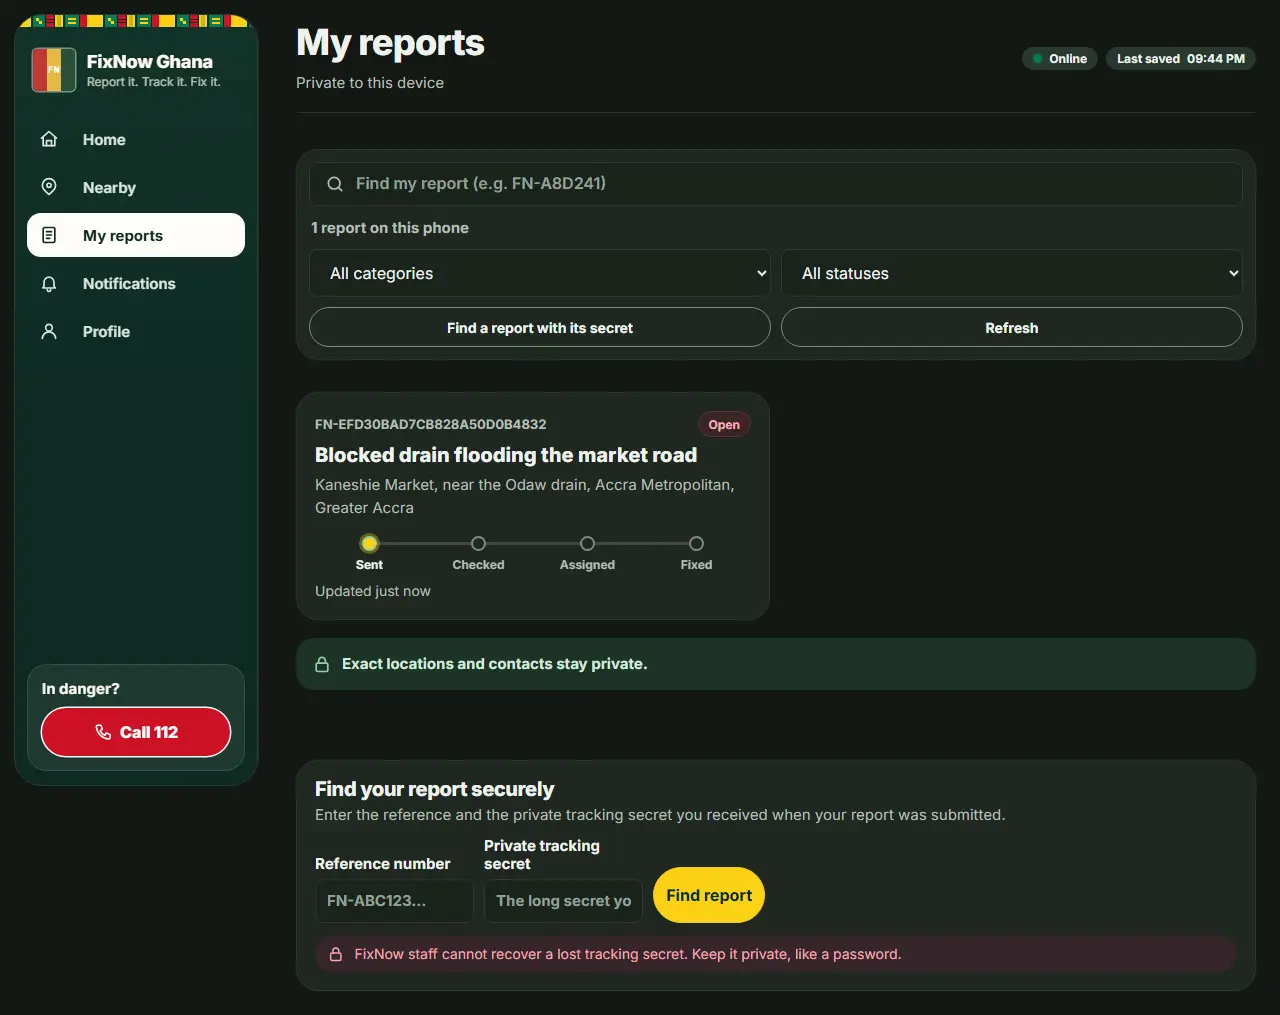 FN
FixNow Ghana
Report it. Track it. Fix it.
Home
Nearby
My reports
Notifications
Profile
In danger?
Call 112
My reports
Private to this device
Online
Last saved 09:44 PM
Find my report (e.g. FN-A8D241)
1 report on this phone
All categories
All statuses
Find a report with its secret
Refresh
FN-EFD30BAD7CB828A50D0B4832
Open
Blocked drain flooding the market road
Kaneshie Market, near the Odaw drain, Accra Metropolitan,
Greater Accra
Sent
Checked
Assigned
Fixed
Updated just now
Exact locations and contacts stay private.
Find your report securely
Enter the reference and the private tracking secret you received when your report was submitted.
Reference number
Private tracking
secret
FN-ABC123...
The long secret yo
Find report
FixNow staff cannot recover a lost tracking secret. Keep it private, like a password.